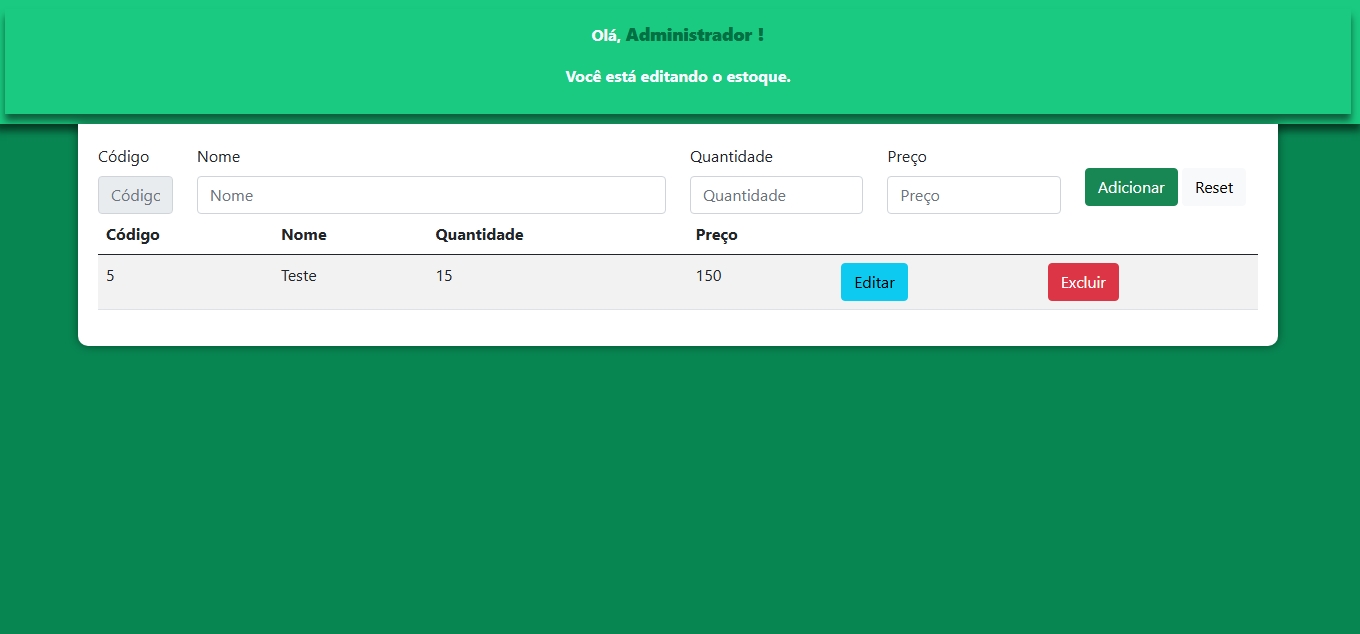 Olá, Administrador !
Você está editando o estoque.
Código Nome Quantidade Preço
Códigc Nome Quantidade Preço Adicionar Reset
Código Nome Quantidade Preço
5 Teste 15 150 Editar Excluir